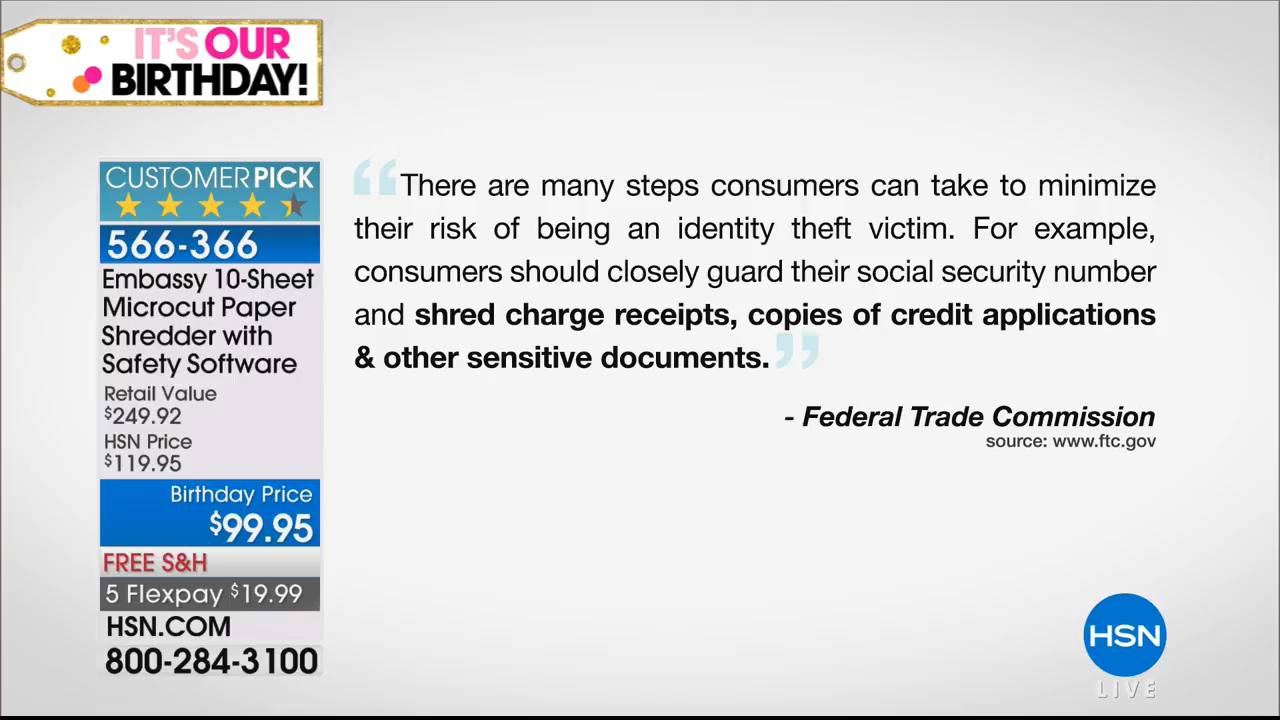 IT'S OUR
BIRTHDAY!
CUSTOMER PICK
566-366
Embassy 10-Sheet
Microcut Paper
Shredder with
Safety Software
Retail Value
$249.92
HSN Price
$119.95
Birthday Price
$99.95
FREE S&H
5 Flexpay $19.99
HSN.COM
800-284-3100
“There are many steps consumers can take to minimize
their risk of being an identity theft victim. For example,
consumers should closely guard their social security number
and shred charge receipts, copies of credit applications
& other sensitive documents.”
- Federal Trade Commission
source: www.ftc.gov
HSN
LIVE